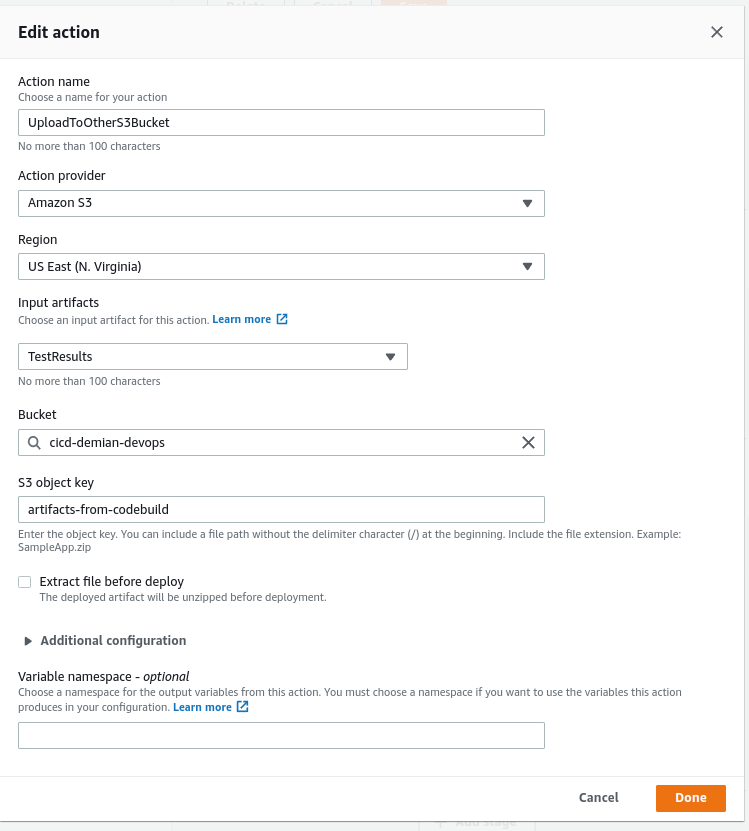 Edit action
Action name
Choose a name for your action
UploadToOtherS3Bucket
No more than 100 characters
Action provider
Amazon S3
Region
US East (N. Virginia)
Input artifacts
Choose an input artifact for this action. Learn more
TestResults
No more than 100 characters
Bucket
cicd-demian-devops
S3 object key
artifacts-from-codebuild
Enter the object key. You can include a file path without the delimiter character (/) at the beginning. Include the file extension. Example:
SampleApp.zip
Extract file before deploy
The deployed artifact will be unzipped before deployment.
Additional configuration
Variable namespace - optional
Choose a namespace for the output variables from this action. You must choose a namespace if you want to use the variables this action
produces in your configuration. Learn more
Cancel
Done